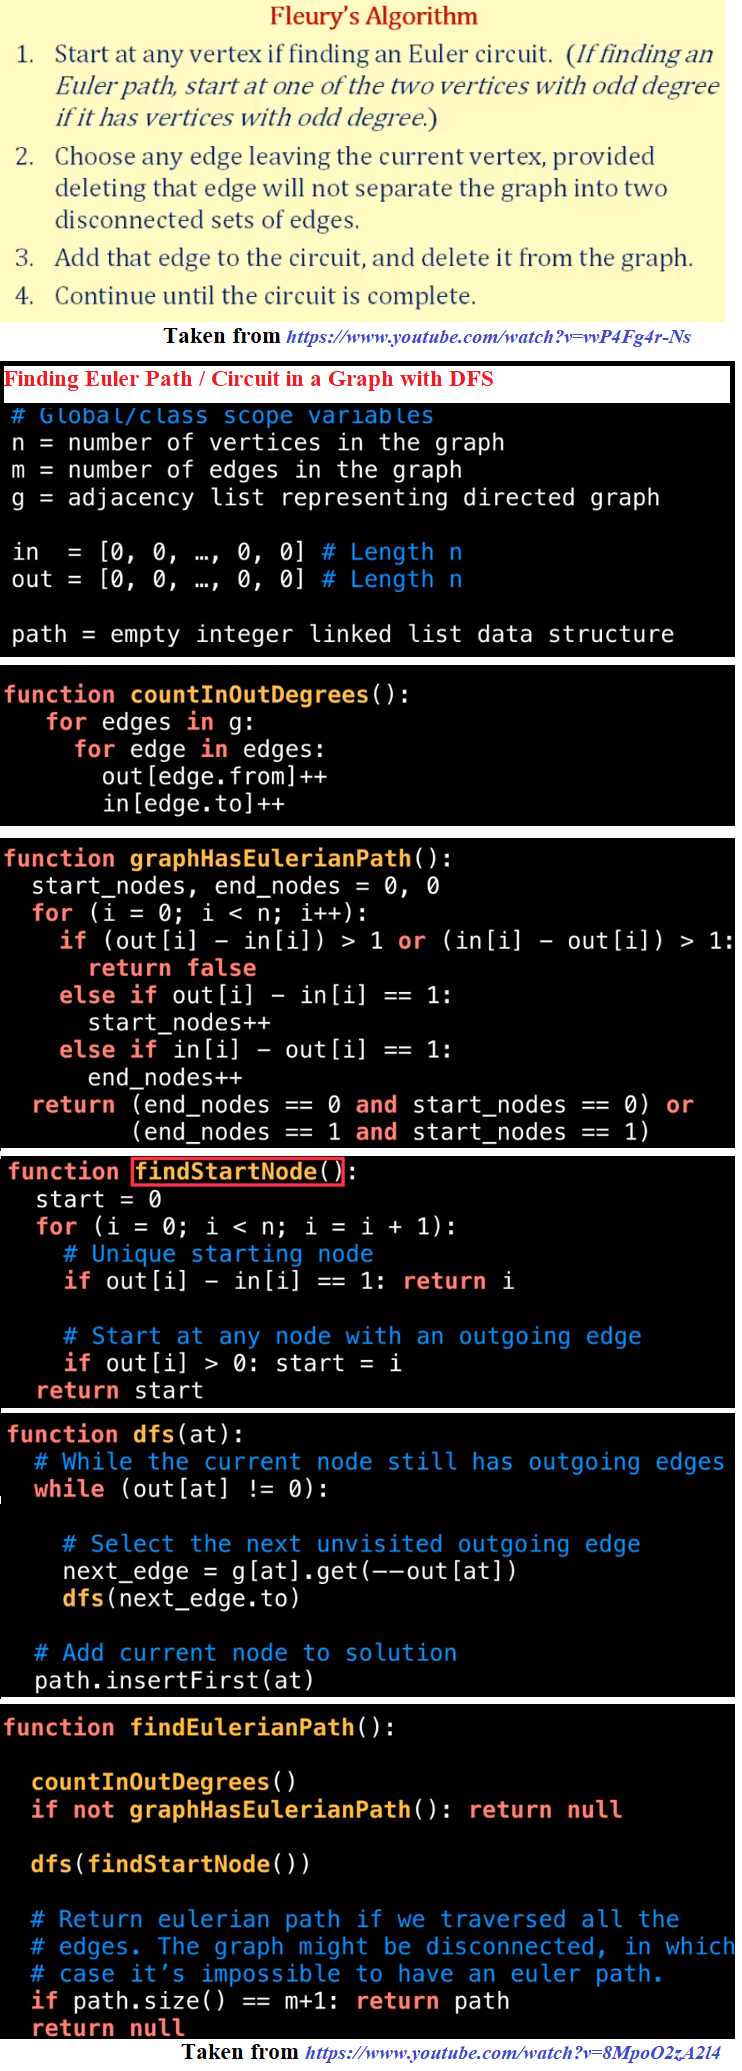 Fleury's Algorithm
1. Start at any vertex if finding an Euler circuit. (If finding an
Euler path, start at one of the two vertices with odd degree
if it has vertices with odd degree.)
2. Choose any edge leaving the current vertex, provided
deleting that edge will not separate the graph into two
disconnected sets of edges.
3. Add that edge to the circuit, and delete it from the graph.
4. Continue until the circuit is complete.
Taken from https://www.youtube.com/watch?v=vvP4Fg4r-Ns
Finding Euler Path / Circuit in a Graph with DFS
# Global/class scope variables
n = number of vertices in the graph
m = number of edges in the graph
g = adjacency list representing directed graph
in  = [0, 0, …, 0, 0] # Length n
out = [0, 0, …, 0, 0] # Length n
path = empty integer linked list data structure
function countInOutDegrees():
for edges in g:
for edge in edges:
out[edge.from]++
in[edge.to]++
function graphHasEulerianPath():
start_nodes, end_nodes = 0, 0
for (i = 0; i < n; i++):
if (out[i] - in[i]) > 1 or (in[i] - out[i]) > 1:
return false
else if out[i] - in[i] == 1:
start_nodes++
else if in[i] - out[i] == 1:
end_nodes++
return (end_nodes == 0 and start_nodes == 0) or
(end_nodes == 1 and start_nodes == 1)
function findStartNode():
start = 0
for (i = 0; i < n; i = i + 1):
# Unique starting node
if out[i] - in[i] == 1: return i
# Start at any node with an outgoing edge
if out[i] > 0: start = i
return start
function dfs(at):
# While the current node still has outgoing edges
while (out[at] != 0):
# Select the next unvisited outgoing edge
next_edge = g[at].get(--out[at])
dfs(next_edge.to)
# Add current node to solution
path.insertFirst(at)
function findEulerianPath():
countInOutDegrees()
if not graphHasEulerianPath(): return null
dfs(findStartNode())
# Return eulerian path if we traversed all the
# edges. The graph might be disconnected, in which
# case it's impossible to have an euler path.
if path.size() == m+1: return path
return null
Taken from https://www.youtube.com/watch?v=8MpoO2zA2l4